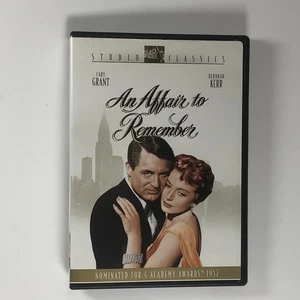 STUDIO CLASSICS
CARY DEBORAH
GRANT KERR
An Affair to
Remember
NOMINATED FOR 4 ACADEMY AWARDS® 1957